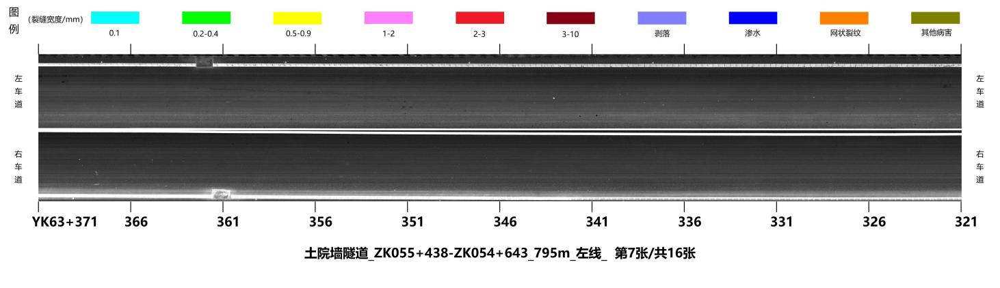 图例
(裂缝宽度/mm)
0.1 0.2-0.4 0.5-0.9 1-2 2-3 3-10 剥落 渗水 网状裂纹 其他病害
左车道 左车道
右车道 右车道
YK63+371 366 361 356 351 346 341 336 331 326 321
土院墙隧道_ZK055+438-ZK054+643_795m_左线_ 第7张/共16张